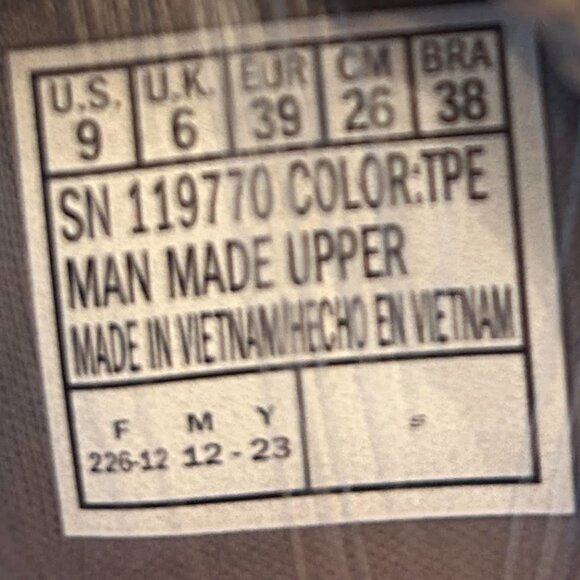 U.S. U.K. EUR CM BRA
9 6 39 26 38
SN 119770 COLOR:TPE
MAN MADE UPPER
MADE IN VIETNAM/HECHO EN VIETNAM
F M Y
226-12 12-23